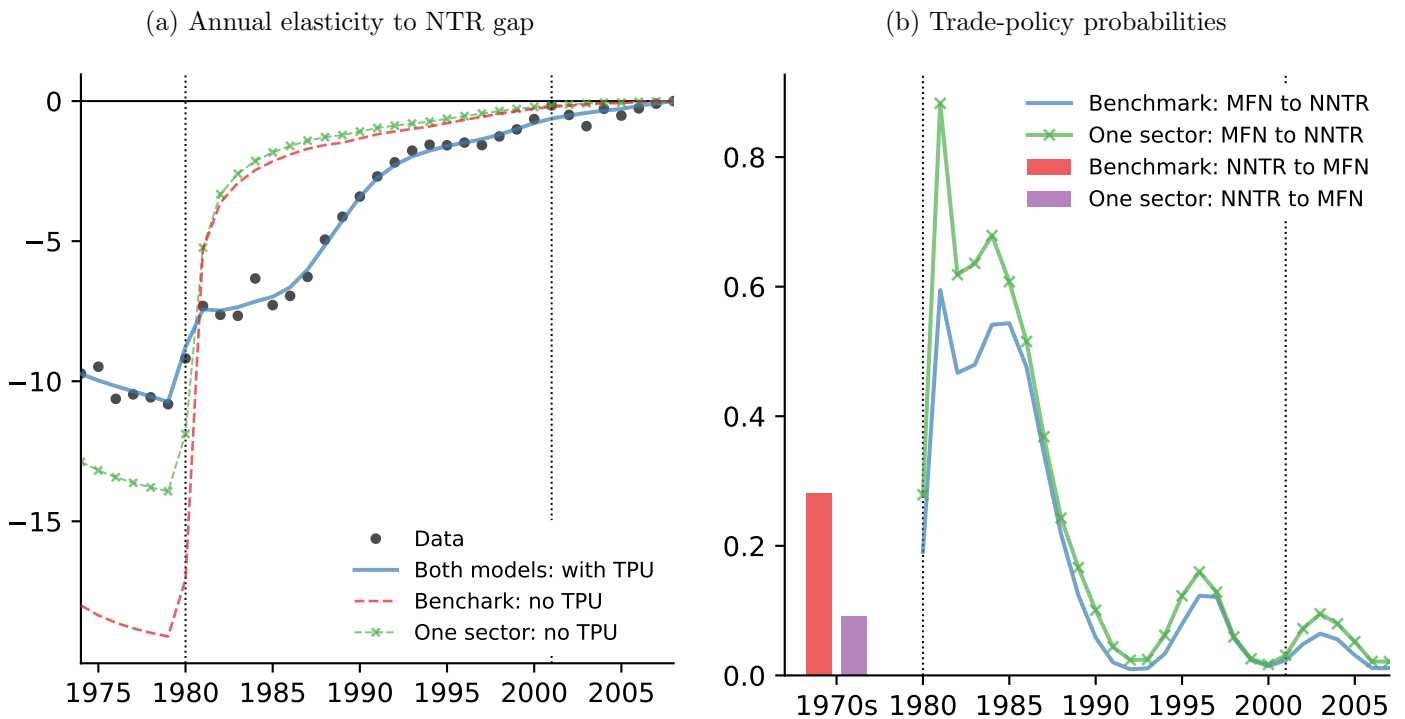 (a) Annual elasticity to NTR gap
0
−5
−10
−15
1975 1980 1985 1990 1995 2000 2005
Data
Both models: with TPU
Benchark: no TPU
One sector: no TPU
(b) Trade-policy probabilities
0.8
0.6
0.4
0.2
0.0
1970s 1980 1985 1990 1995 2000 2005
Benchmark: MFN to NNTR
One sector: MFN to NNTR
Benchmark: NNTR to MFN
One sector: NNTR to MFN